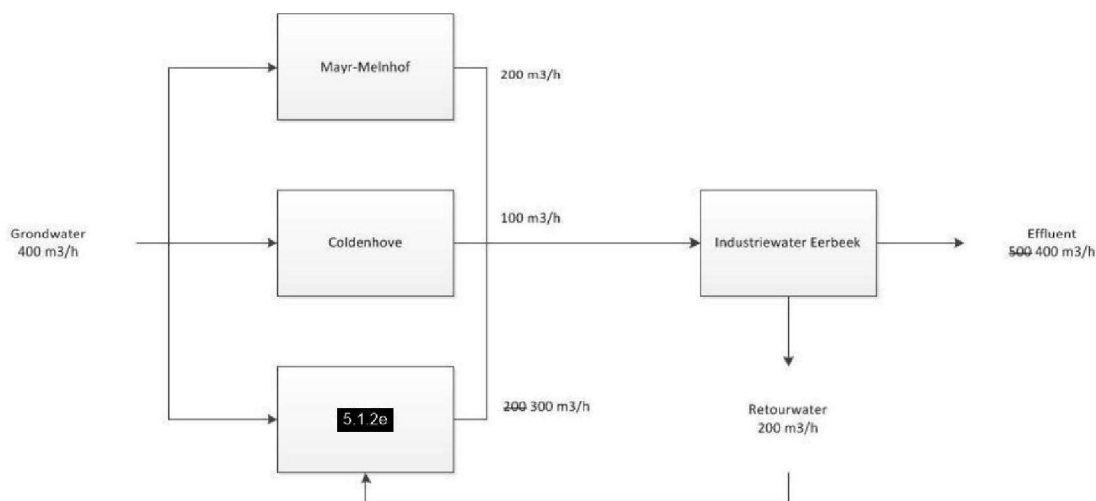 Mayr-Melnhof
200 m3/h
Grondwater
400 m3/h
Coldenhove
100 m3/h
Industriewater Eerbeek
Effluent
500 400 m3/h
5.1.2e
200 300 m3/h
Retourwater
200 m3/h